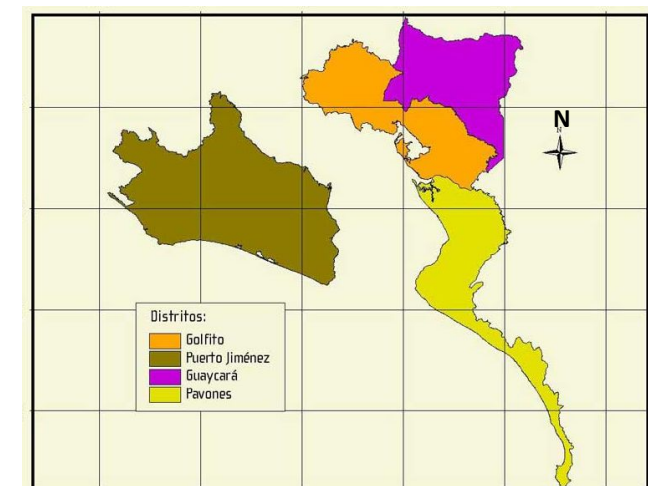 N
N
Distritos:
Golfito
Puerto Jiménez
Guaycará
Pavones